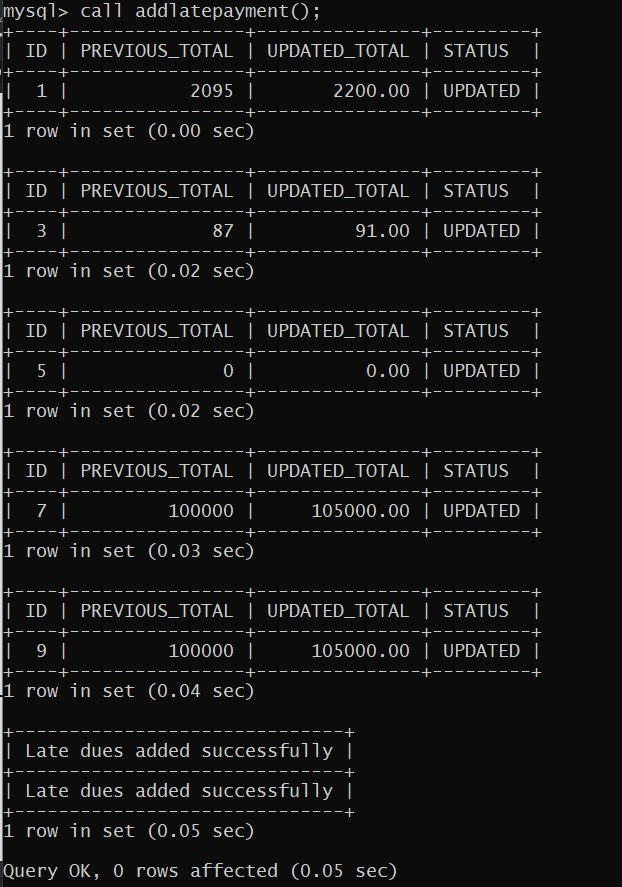 mysql> call addlatepayment();
+----+----------------+---------------+---------+
| ID | PREVIOUS_TOTAL | UPDATED_TOTAL | STATUS  |
+----+----------------+---------------+---------+
|  1 |           2095 |       2200.00 | UPDATED |
+----+----------------+---------------+---------+
1 row in set (0.00 sec)

+----+----------------+---------------+---------+
| ID | PREVIOUS_TOTAL | UPDATED_TOTAL | STATUS  |
+----+----------------+---------------+---------+
|  3 |             87 |         91.00 | UPDATED |
+----+----------------+---------------+---------+
1 row in set (0.02 sec)

+----+----------------+---------------+---------+
| ID | PREVIOUS_TOTAL | UPDATED_TOTAL | STATUS  |
+----+----------------+---------------+---------+
|  5 |              0 |          0.00 | UPDATED |
+----+----------------+---------------+---------+
1 row in set (0.02 sec)

+----+----------------+---------------+---------+
| ID | PREVIOUS_TOTAL | UPDATED_TOTAL | STATUS  |
+----+----------------+---------------+---------+
|  7 |         100000 |     105000.00 | UPDATED |
+----+----------------+---------------+---------+
1 row in set (0.03 sec)

+----+----------------+---------------+---------+
| ID | PREVIOUS_TOTAL | UPDATED_TOTAL | STATUS  |
+----+----------------+---------------+---------+
|  9 |         100000 |     105000.00 | UPDATED |
+----+----------------+---------------+---------+
1 row in set (0.04 sec)

+------------------------------+
| Late dues added successfully |
+------------------------------+
| Late dues added successfully |
+------------------------------+
1 row in set (0.05 sec)

Query OK, 0 rows affected (0.05 sec)